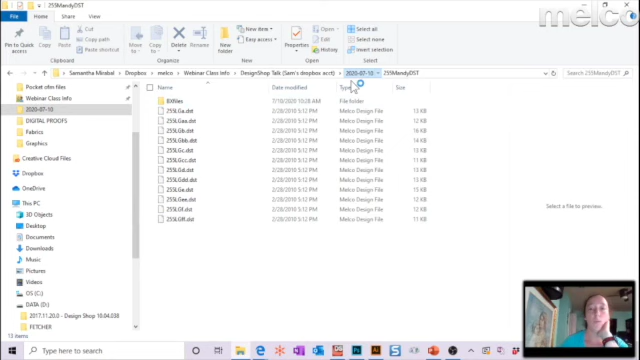 255MandyDST
melco
File
Home
Share
View
Pin to Quick access
Copy
Paste
Cut
Copy path
Paste shortcut
Move to
Copy to
Delete
Rename
New folder
New item
Easy access
Properties
Open
Edit
History
Select all
Select none
Invert selection
Clipboard
Organize
New
Open
Select
Samantha Mirabal
Dropbox
melco
Webinar Class Info
DesignShop Talk (Sam's dropbox acct)
2020-07-10
255MandyDST
Search 255MandyDST
Name
Date modified
Type
Size
Pocket ofm files
Webinar Class Info
2020-07-10
DIGITAL PROOFS
Fabrics
Graphics
Creative Cloud Files
Dropbox
OneDrive
This PC
3D Objects
Desktop
Documents
Downloads
Music
Pictures
Videos
OS (C:)
2017.11.20.0 - Design Shop 10.04.038
FETCHER
BXfiles 7/10/2020 10:28 AM File folder
255LGa.dst 2/28/2010 5:12 PM Melco Design File 13 KB
255LGaa.dst 2/28/2010 5:12 PM Melco Design File 11 KB
255LGb.dst 2/28/2010 5:12 PM Melco Design File 16 KB
255LGbb.dst 2/28/2010 5:12 PM Melco Design File 14 KB
255LGc.dst 2/28/2010 5:12 PM Melco Design File
255LGcc.dst 2/28/2010 5:12 PM Melco Design File
255LGd.dst 2/28/2010 5:12 PM Melco Design File
255LGdd.dst 2/28/2010 5:12 PM Melco Design File
255LGe.dst 2/28/2010 5:12 PM Melco Design File
255LGee.dst 2/28/2010 5:12 PM Melco Design File 12 KB
255LGf.dst 2/28/2010 5:12 PM Melco Design File 12 KB
255LGff.dst 2/28/2010 5:12 PM Melco Design File 11 KB
Select a file to preview.
13 items
Type here to search